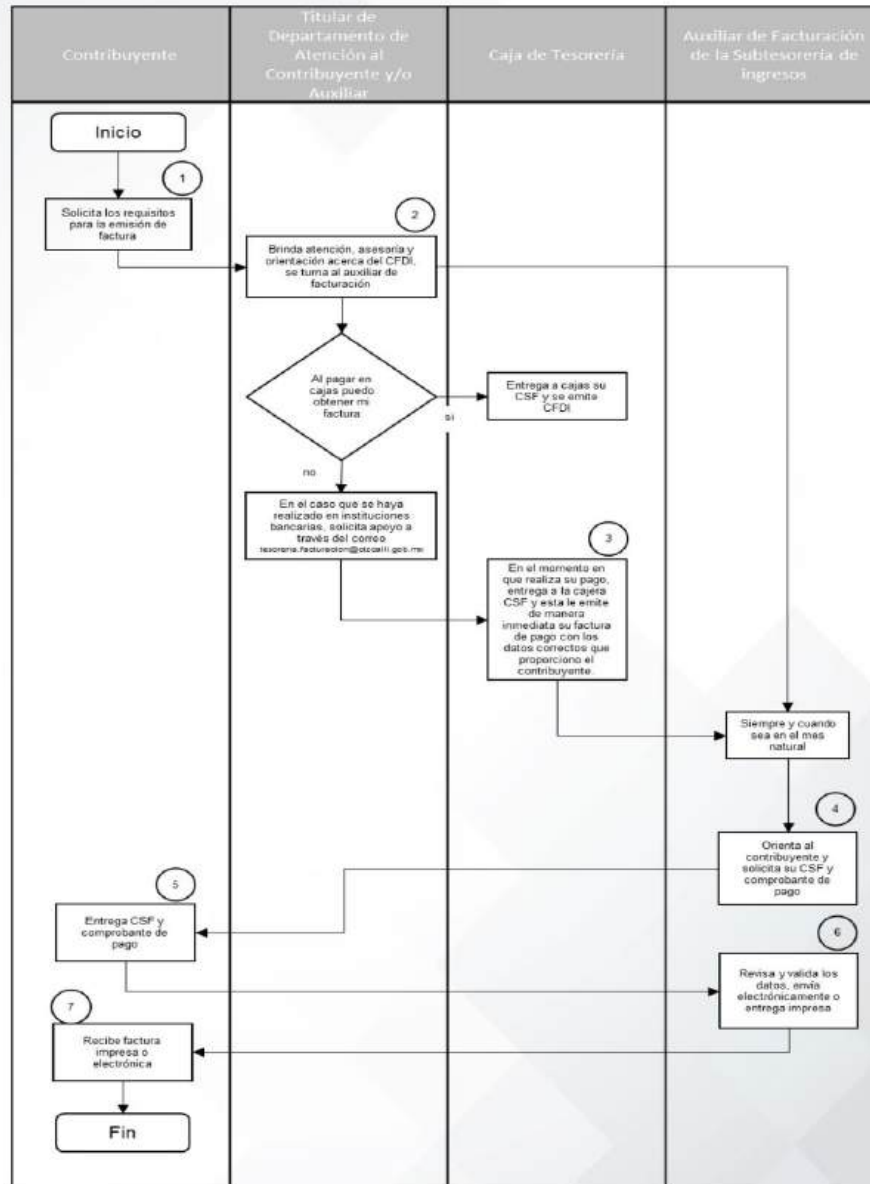 Contribuyente
Titular de
Departamento de
Atención al
Contribuyente y/o
Auxiliar
Caja de Tesorería
Auxiliar de Facturación
de la Subtesorería de
ingresos
Inicio
1
Solicita los requisitos
para la emisión de
factura
2
Brinda atención, asesoría y
orientación acerca del CFDI,
se turna al auxiliar de
facturación
Al pagar en
cajas puedo
obtener mi
factura
si
Entrega a cajas su
CSF y se emite
CFDI
no
En el caso que se haya
realizado en instituciones
bancarias, solicita apoyo a
través del correo
3
En el momento en
que realiza su pago,
entrega a la cajera
CSF y esta le emite
de manera
inmediata su factura
de pago con los
datos correctos que
proporciono el
contribuyente.
Siempre y cuando
sea en el mes
natural
4
Orienta al
contribuyente y
solicita su CSF y
comprobante de
pago
5
Entrega CSF y
comprobante de
pago
6
Revisa y valida los
datos, envía
electrónicamente o
entrega impresa
7
Recibe factura
impresa o
electrónica
Fin